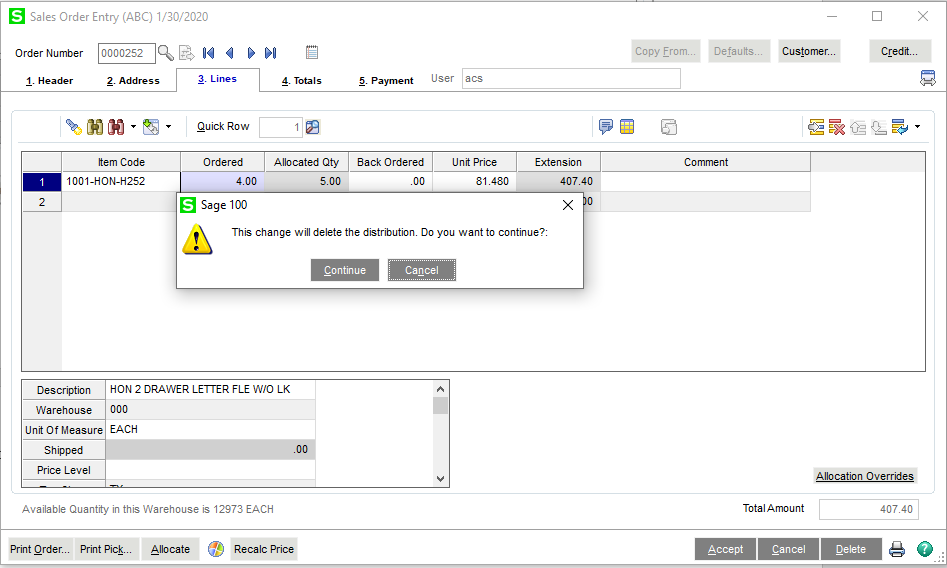 S Sales Order Entry (ABC) 1/30/2020
Order Number 0000252 Copy From... Defaults... Customer... Credit...
1. Header 2. Address 3. Lines 4. Totals 5. Payment User acs
Quick Row 1
Item Code Ordered Allocated Qty Back Ordered Unit Price Extension Comment
1 1001-HON-H252 4.00 5.00 .00 81.480 407.40
2 00
S Sage 100
This change will delete the distribution. Do you want to continue?:
Continue Cancel
Description HON 2 DRAWER LETTER FLE W/O LK
Warehouse 000
Unit Of Measure EACH
Shipped .00
Price Level
Allocation Overrides
Available Quantity in this Warehouse is 12973 EACH Total Amount 407.40
Print Order... Print Pick... Allocate Recalc Price Accept Cancel Delete